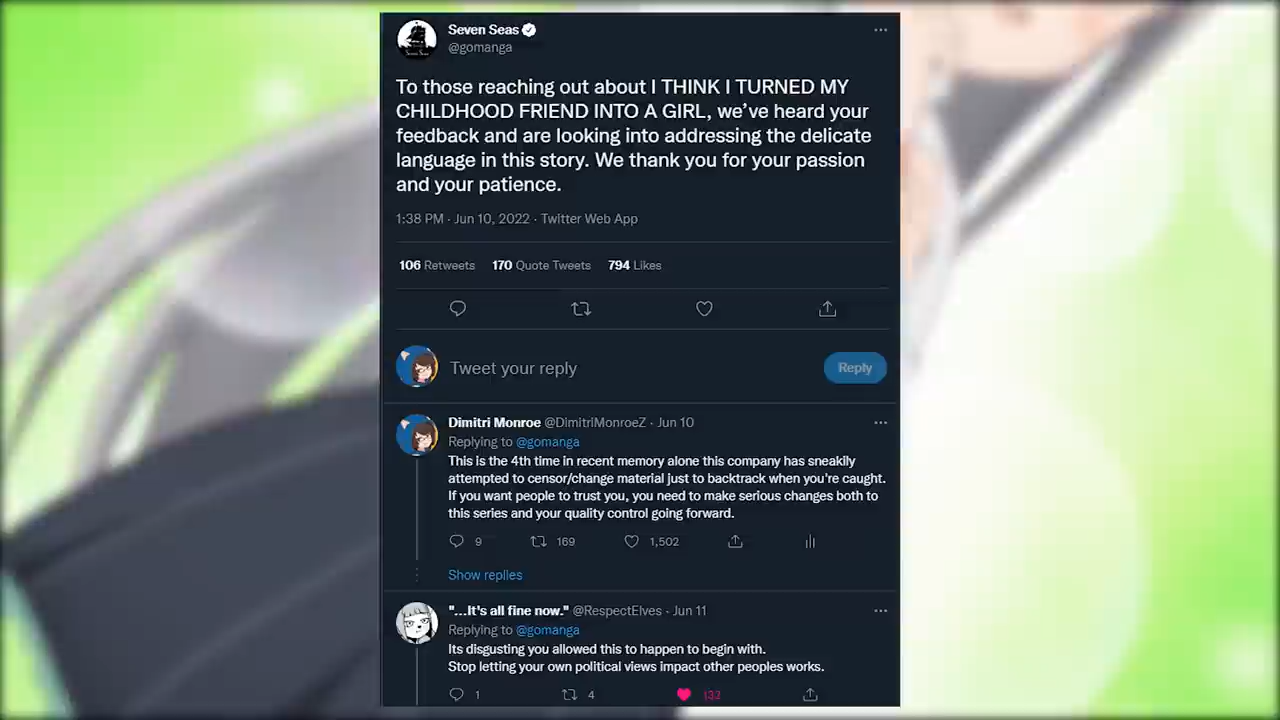 Seven Seas
@gomanga
To those reaching out about I THINK I TURNED MY
CHILDHOOD FRIEND INTO A GIRL, we've heard your
feedback and are looking into addressing the delicate
language in this story. We thank you for your passion
and your patience.
1:38 PM · Jun 10, 2022 · Twitter Web App
106 Retweets 170 Quote Tweets 794 Likes
Tweet your reply
Reply
Dimitri Monroe @DimitriMonroeZ · Jun 10
Replying to @gomanga
This is the 4th time in recent memory alone this company has sneakily
attempted to censor/change material just to backtrack when you're caught.
If you want people to trust you, you need to make serious changes both to
this series and your quality control going forward.
9 169 1,502
Show replies
"...It's all fine now." @RespectElves · Jun 11
Replying to @gomanga
Its disgusting you allowed this to happen to begin with.
Stop letting your own political views impact other peoples works.
1 4 132